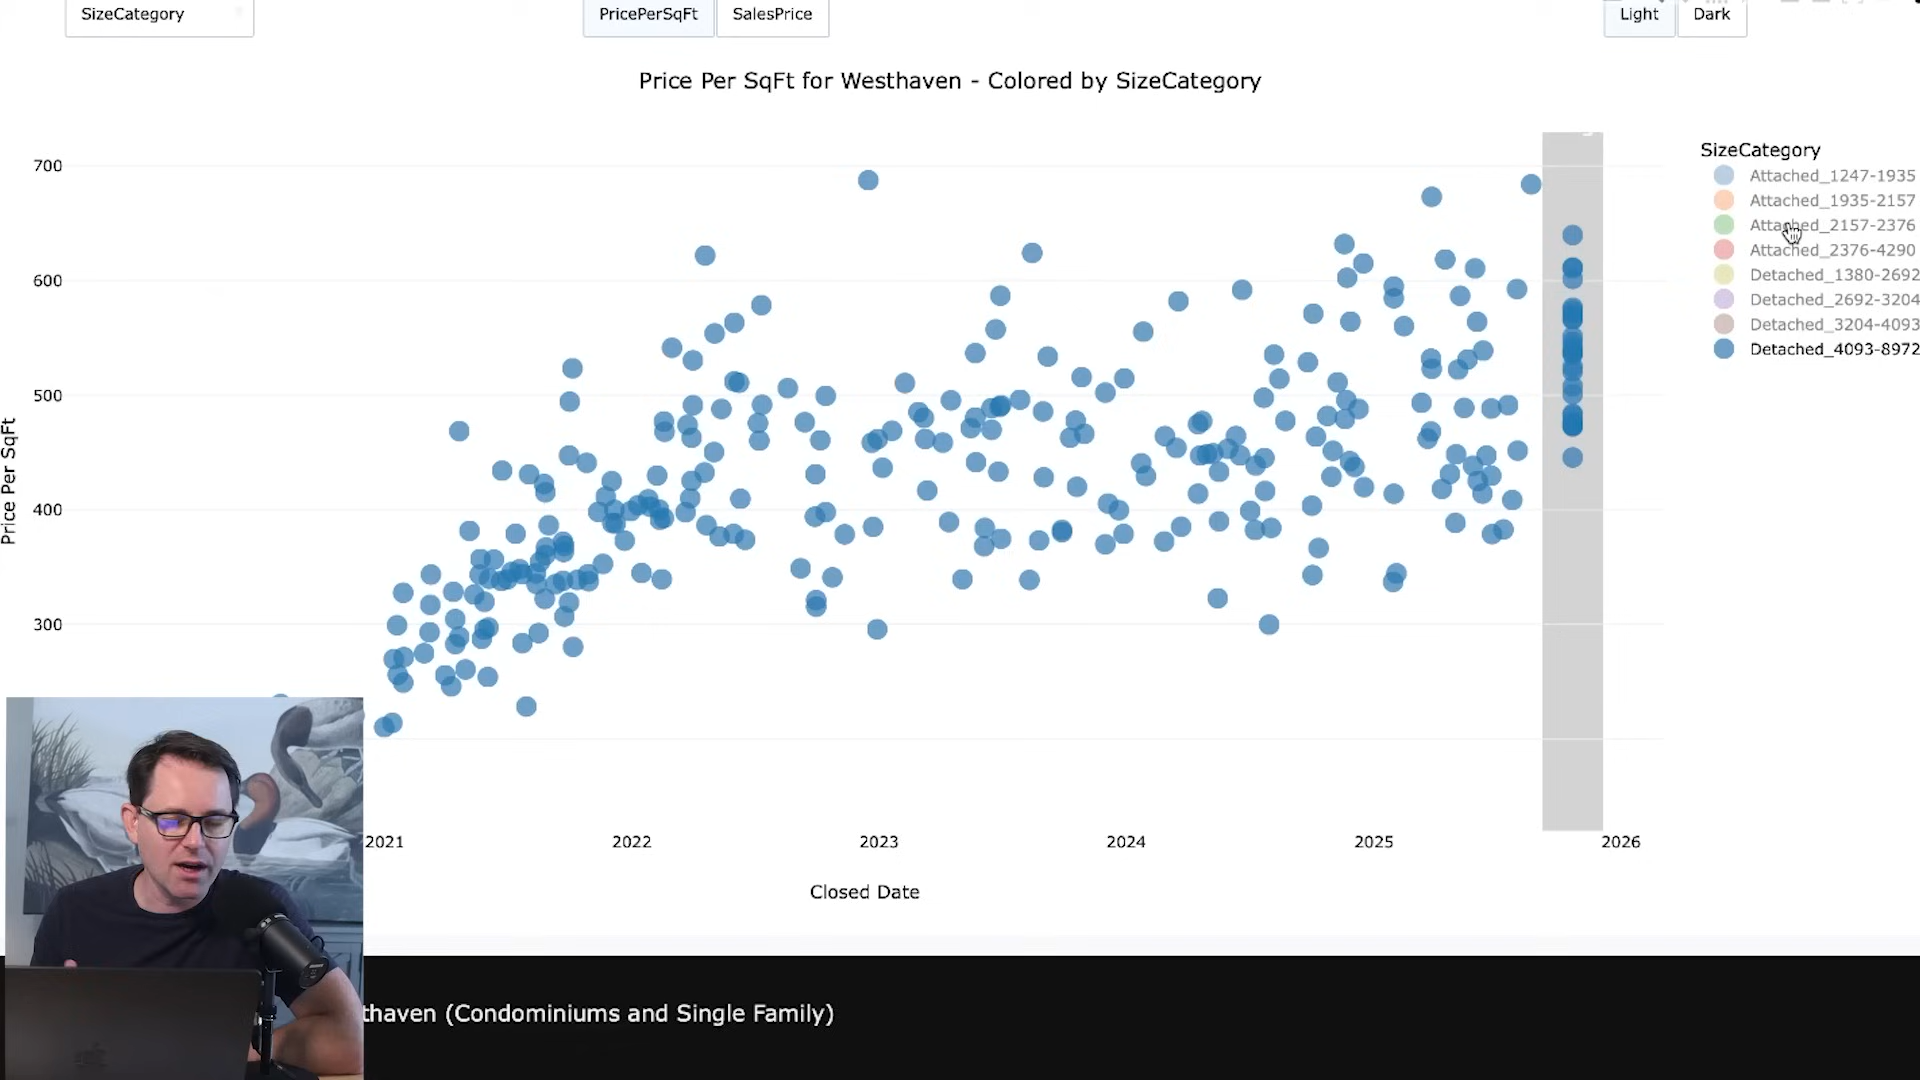 SizeCategory
PricePerSqFt
SalesPrice
Light
Dark
Price Per SqFt for Westhaven - Colored by SizeCategory
Price Per SqFt
700
600
500
400
300
2021
2022
2023
2024
2025
2026
Closed Date
SizeCategory
Attached_1247-1935
Attached_1935-2157
Attached_2157-2376
Attached_2376-4290
Detached_1380-2692
Detached_2692-3204
Detached_3204-4093
Detached_4093-8972
thaven (Condominiums and Single Family)